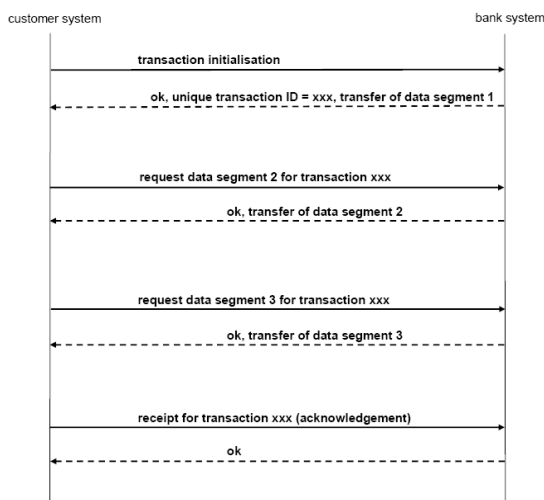 customer system
bank system
transaction initialisation
ok, unique transaction ID = xxx, transfer of data segment 1
request data segment 2 for transaction xxx
ok, transfer of data segment 2
request data segment 3 for transaction xxx
ok, transfer of data segment 3
receipt for transaction xxx (acknowledgement)
ok